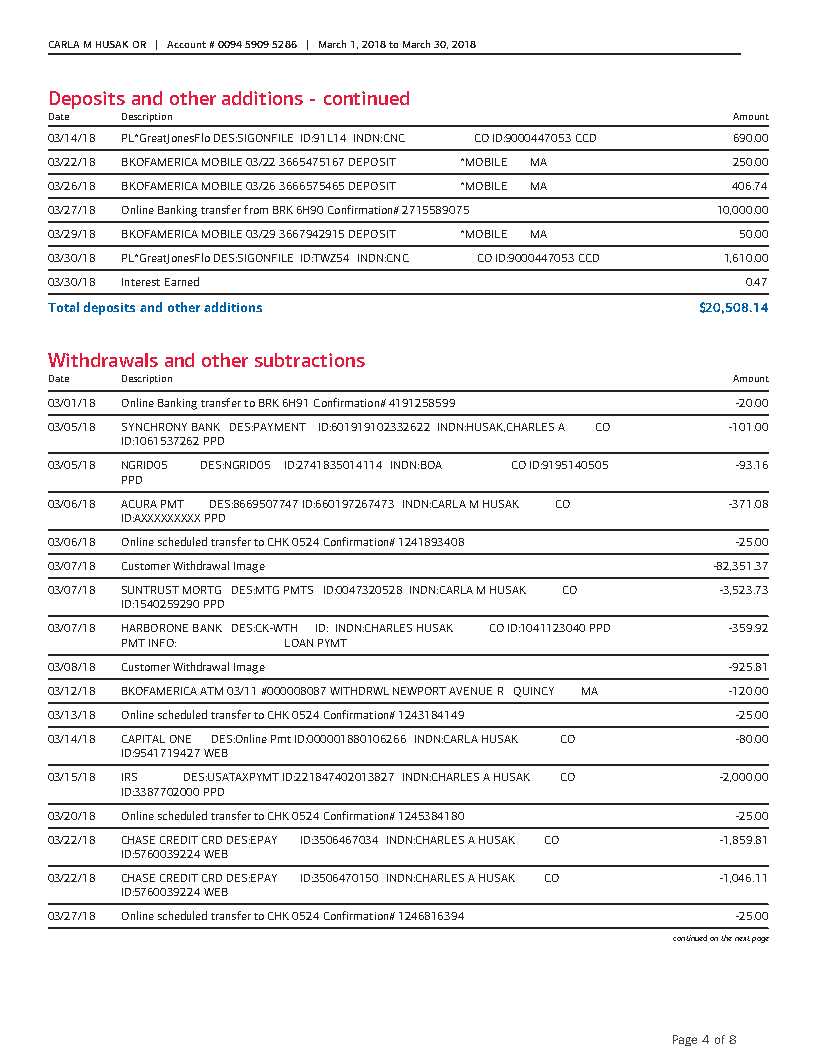 CARLA M HUSAK OR | Account # 0094 5909 5286 | March 1, 2018 to March 30, 2018
Deposits and other additions - continued
Date Description Amount
03/14/18 PL*GreatJonesFlo DES:SIGONFILE ID:91L14 INDN:CNC CO ID:9000447053 CCD 690.00
03/22/18 BKOFAMERICA MOBILE 03/22 3665475167 DEPOSIT *MOBILE MA 250.00
03/26/18 BKOFAMERICA MOBILE 03/26 3666575465 DEPOSIT *MOBILE MA 406.74
03/27/18 Online Banking transfer from BRK 6H90 Confirmation# 2715589075 10,000.00
03/29/18 BKOFAMERICA MOBILE 03/29 3667942915 DEPOSIT *MOBILE MA 50.00
03/30/18 PL*GreatJonesFlo DES:SIGONFILE ID:TWZ54 INDN:CNC CO ID:9000447053 CCD 1,610.00
03/30/18 Interest Earned 0.47
Total deposits and other additions $20,508.14
Withdrawals and other subtractions
Date Description Amount
03/01/18 Online Banking transfer to BRK 6H91 Confirmation# 4191258599 -20.00
03/05/18 SYNCHRONY BANK DES:PAYMENT ID:601919102332622 INDN:HUSAK,CHARLES A CO -101.00
ID:1061537262 PPD
03/05/18 NGRID05 DES:NGRID05 ID:2741835014114 INDN:BOA CO ID:9195140505 -93.16
PPD
03/06/18 ACURA PMT DES:8669507747 ID:660197267473 INDN:CARLA M HUSAK CO -371.08
ID:AXXXXXXXXX PPD
03/06/18 Online scheduled transfer to CHK 0524 Confirmation# 1241893408 -25.00
03/07/18 Customer Withdrawal Image -82,351.37
03/07/18 SUNTRUST MORTG DES:MTG PMTS ID:0047320528 INDN:CARLA M HUSAK CO -3,523.73
ID:1540259290 PPD
03/07/18 HARBORONE BANK DES:CK-WTH ID: INDN:CHARLES HUSAK CO ID:1041123040 PPD -359.92
PMT INFO: LOAN PYMT
03/08/18 Customer Withdrawal Image -925.81
03/12/18 BKOFAMERICA ATM 03/11 #000008087 WITHDRWL NEWPORT AVENUE R QUINCY MA -120.00
03/13/18 Online scheduled transfer to CHK 0524 Confirmation# 1243184149 -25.00
03/14/18 CAPITAL ONE DES:Online Pmt ID:000001880106266 INDN:CARLA HUSAK CO -80.00
ID:9541719427 WEB
03/15/18 IRS DES:USATAXPYMT ID:221847402013827 INDN:CHARLES A HUSAK CO -2,000.00
ID:3387702000 PPD
03/20/18 Online scheduled transfer to CHK 0524 Confirmation# 1245384180 -25.00
03/22/18 CHASE CREDIT CRD DES:EPAY ID:3506467034 INDN:CHARLES A HUSAK CO -1,859.81
ID:5760039224 WEB
03/22/18 CHASE CREDIT CRD DES:EPAY ID:3506470150 INDN:CHARLES A HUSAK CO -1,046.11
ID:5760039224 WEB
03/27/18 Online scheduled transfer to CHK 0524 Confirmation# 1246816394 -25.00
continued on the next page
Page 4 of 8